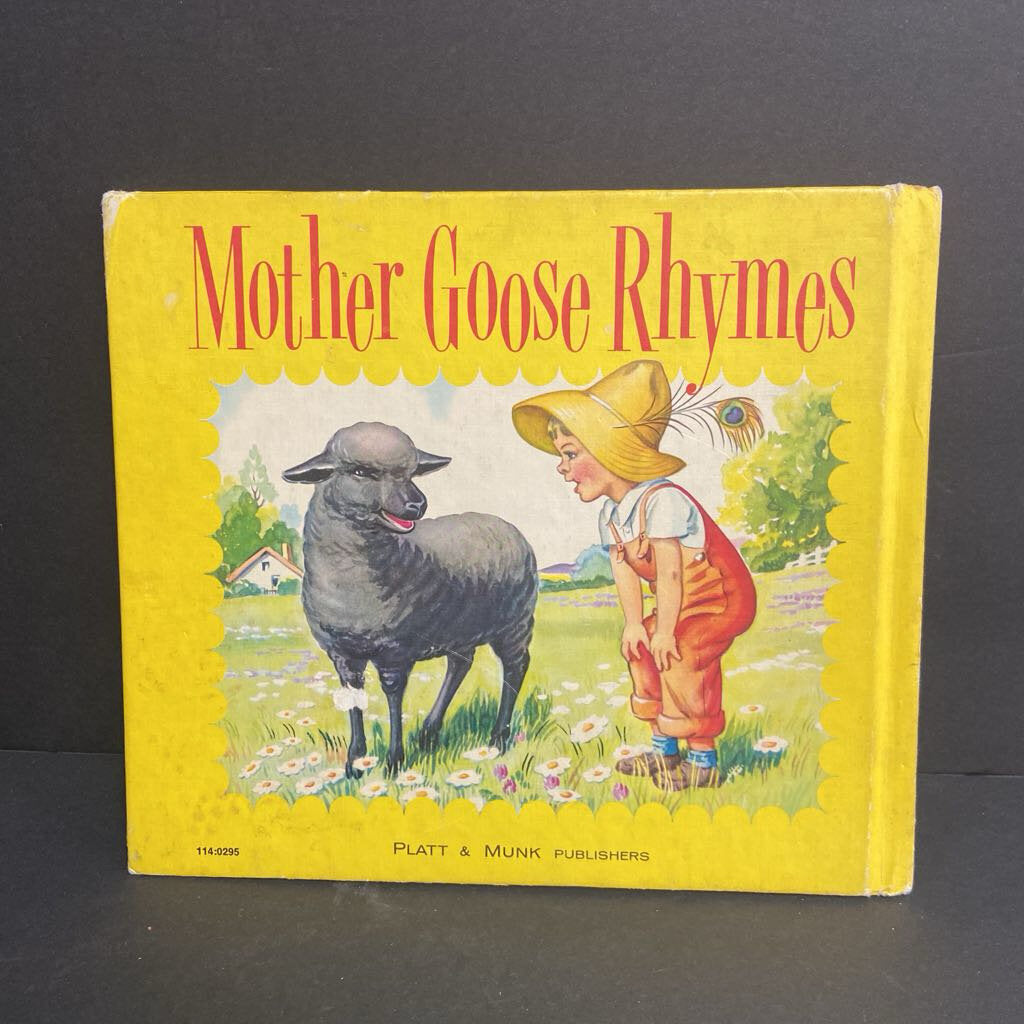 Mother Goose Rhymes
114:0295
PLATT & MUNK PUBLISHERS